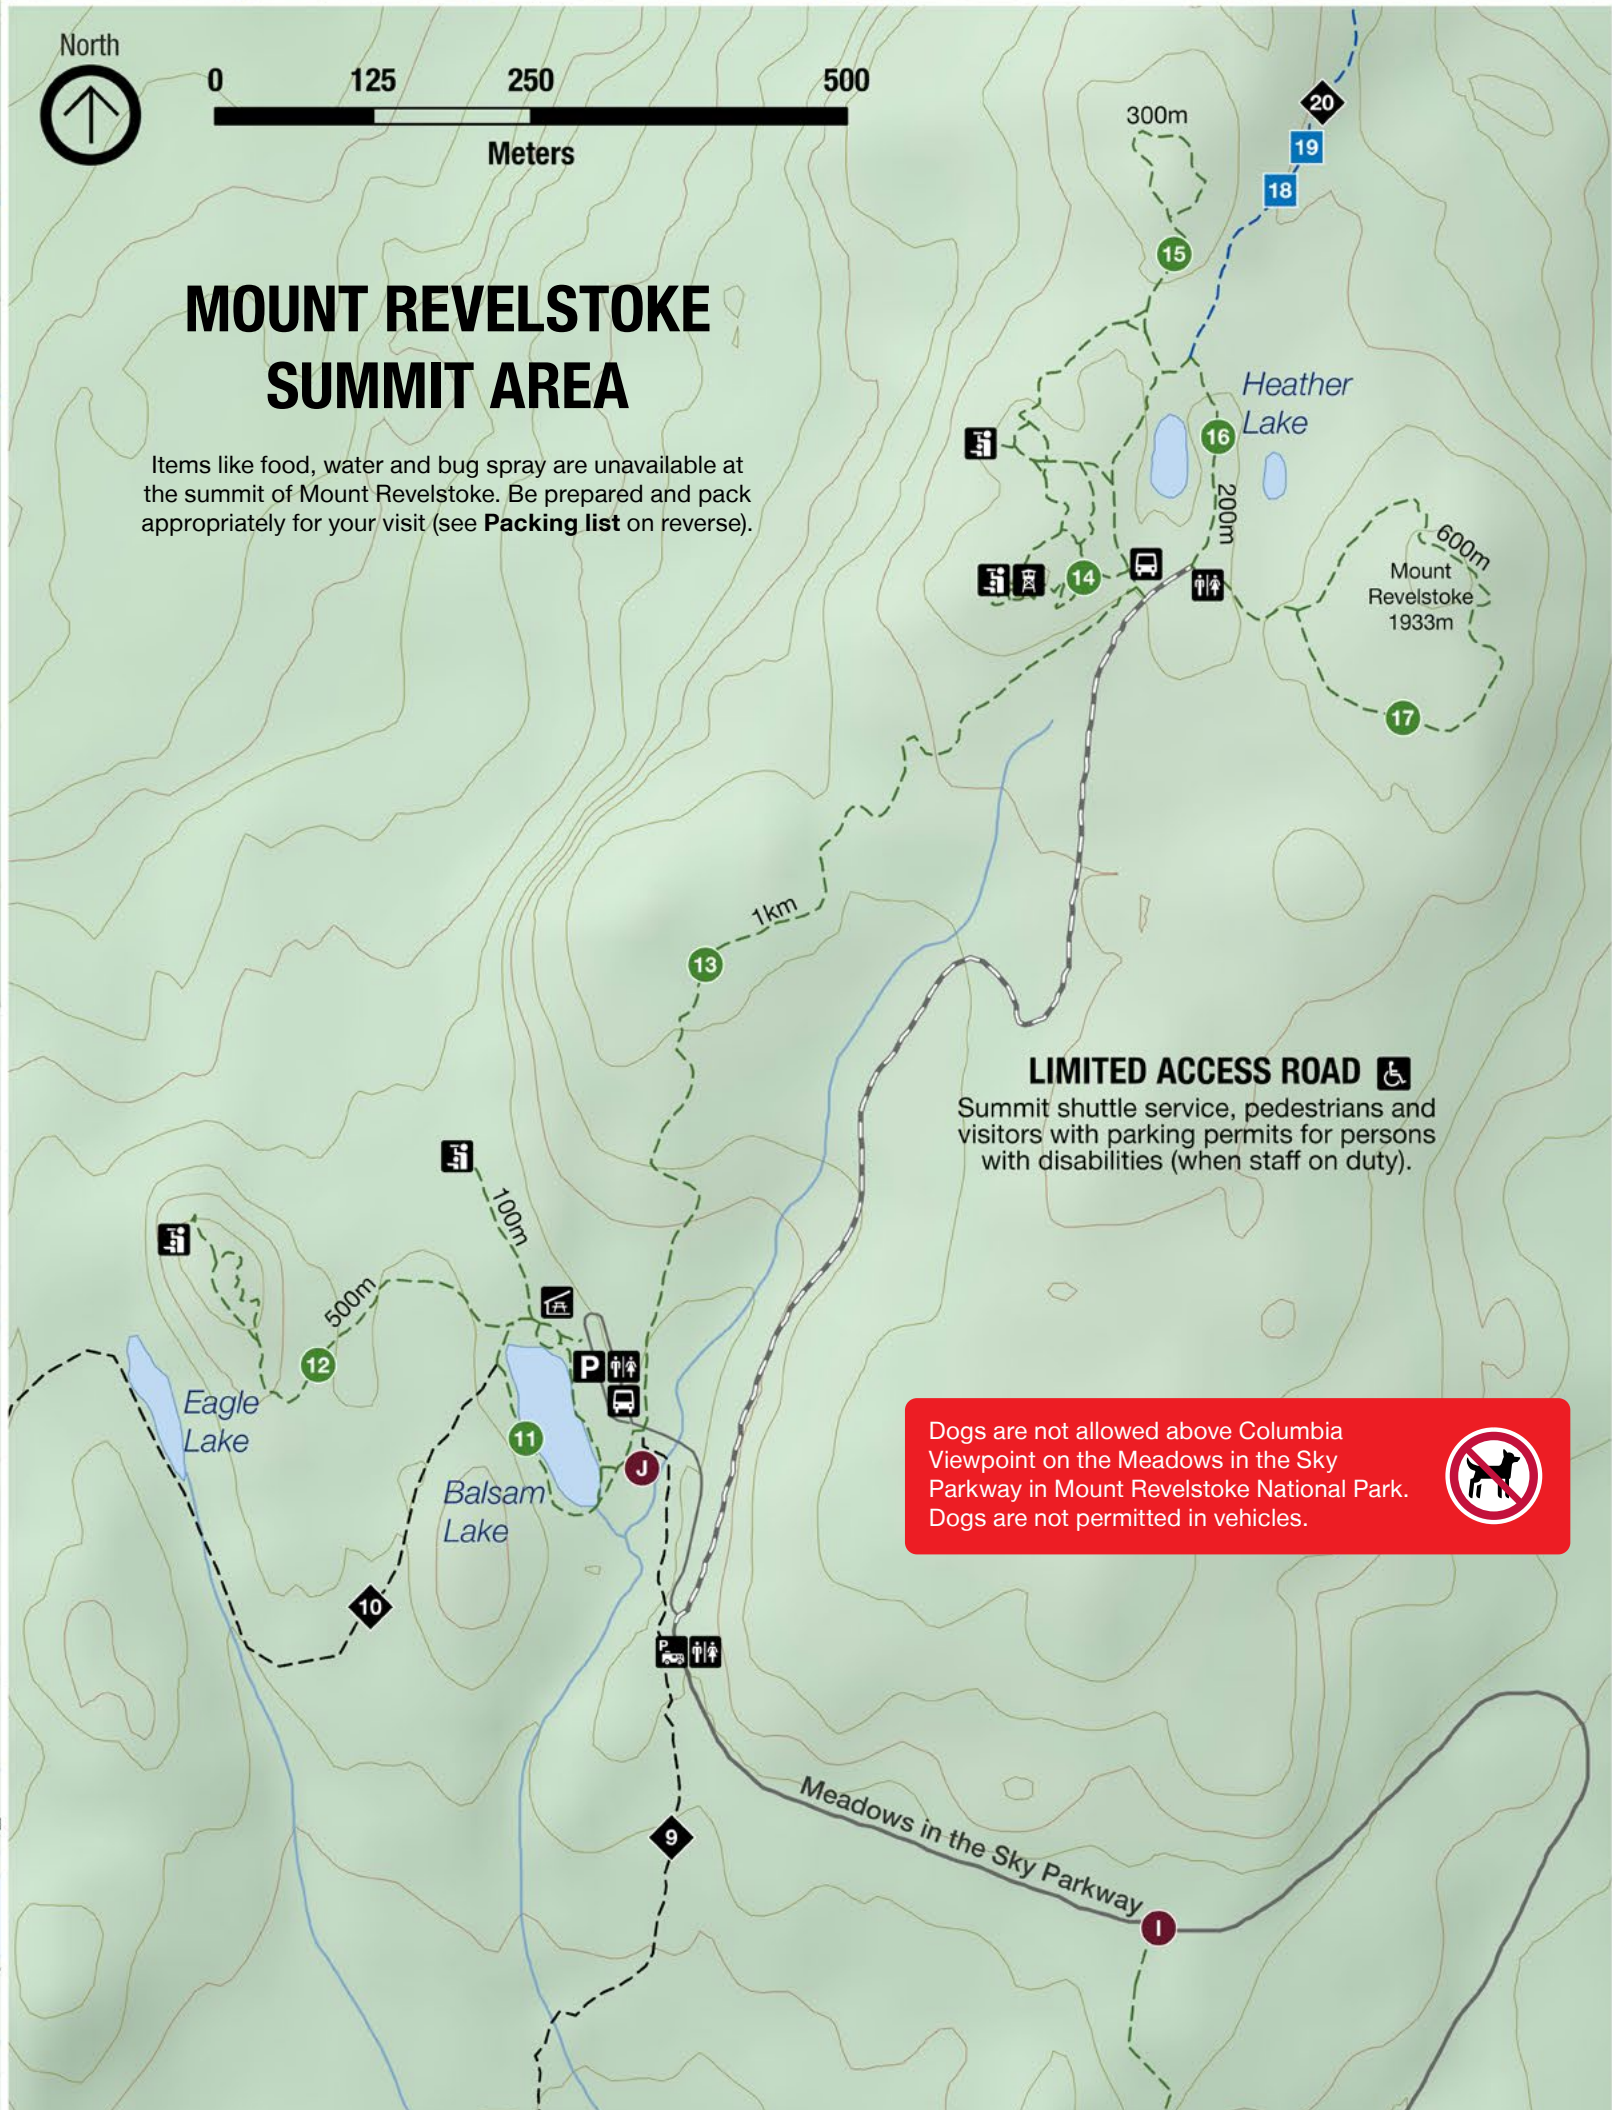 North
0 125 250 500
Meters
MOUNT REVELSTOKE
SUMMIT AREA
Items like food, water and bug spray are unavailable at
the summit of Mount Revelstoke. Be prepared and pack
appropriately for your visit (see Packing list on reverse).
300m
20
19
18
15
Heather
Lake
16
200m
600m
Mount
Revelstoke
1933m
14
17
1km
13
LIMITED ACCESS ROAD
Summit shuttle service, pedestrians and
visitors with parking permits for persons
with disabilities (when staff on duty).
100m
500m
12
P
Eagle
Lake
11
J
Balsam
Lake
Dogs are not allowed above Columbia
Viewpoint on the Meadows in the Sky
Parkway in Mount Revelstoke National Park.
Dogs are not permitted in vehicles.
10
P
9
Meadows in the Sky Parkway
I